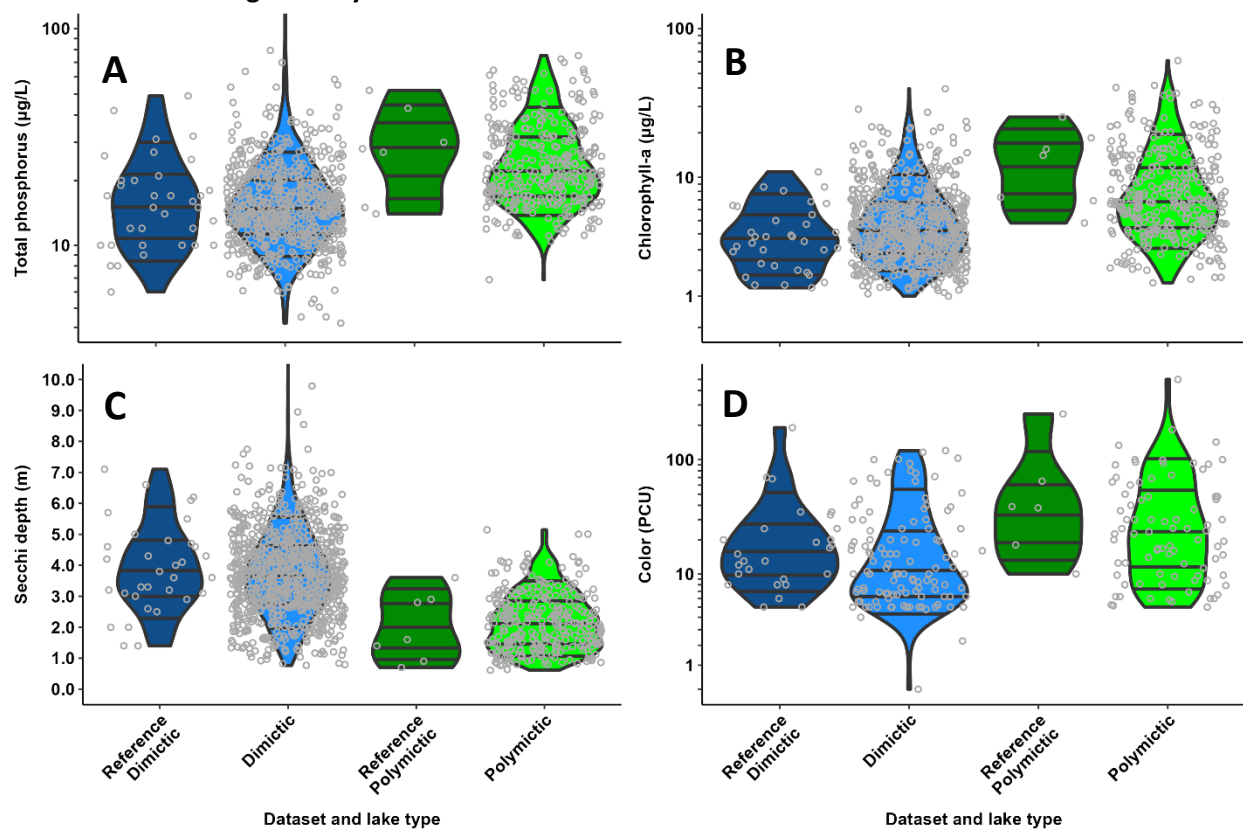 100
10
Total phosphorus (µg/L)
A
100
10
1
Chlorophyll-a (µg/L)
B
10.0
9.0
8.0
7.0
6.0
5.0
4.0
3.0
2.0
1.0
0.0
Secchi depth (m)
C
Reference
Dimictic
Dimictic
Reference
Polymictic
Polymictic
Dataset and lake type
100
10
1
Color (PCU)
D
Reference
Dimictic
Dimictic
Reference
Polymictic
Polymictic
Dataset and lake type